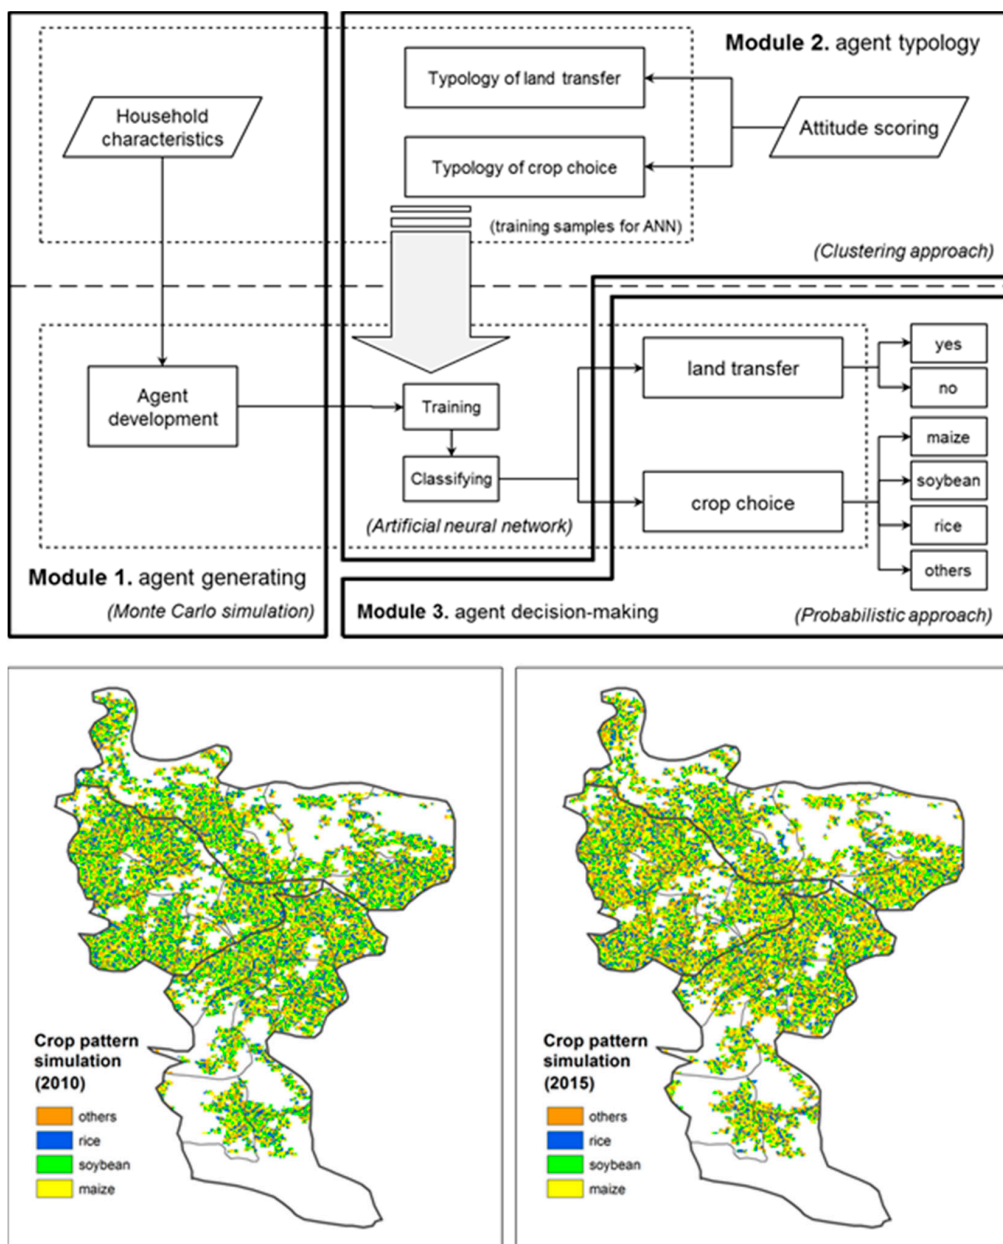 Module 2. agent typology
Typology of land transfer
Household
characteristics
Attitude scoring
Typology of crop choice
(training samples for ANN)
(Clustering approach)
land transfer
yes
no
Agent
development
Training
maize
Classifying
soybean
crop choice
rice
(Artificial neural network)
others
Module 1. agent generating
(Monte Carlo simulation)
Module 3. agent decision-making
(Probabilistic approach)
Crop pattern
simulation
(2010)
others
rice
soybean
maize
Crop pattern
simulation
(2015)
others
rice
soybean
maize